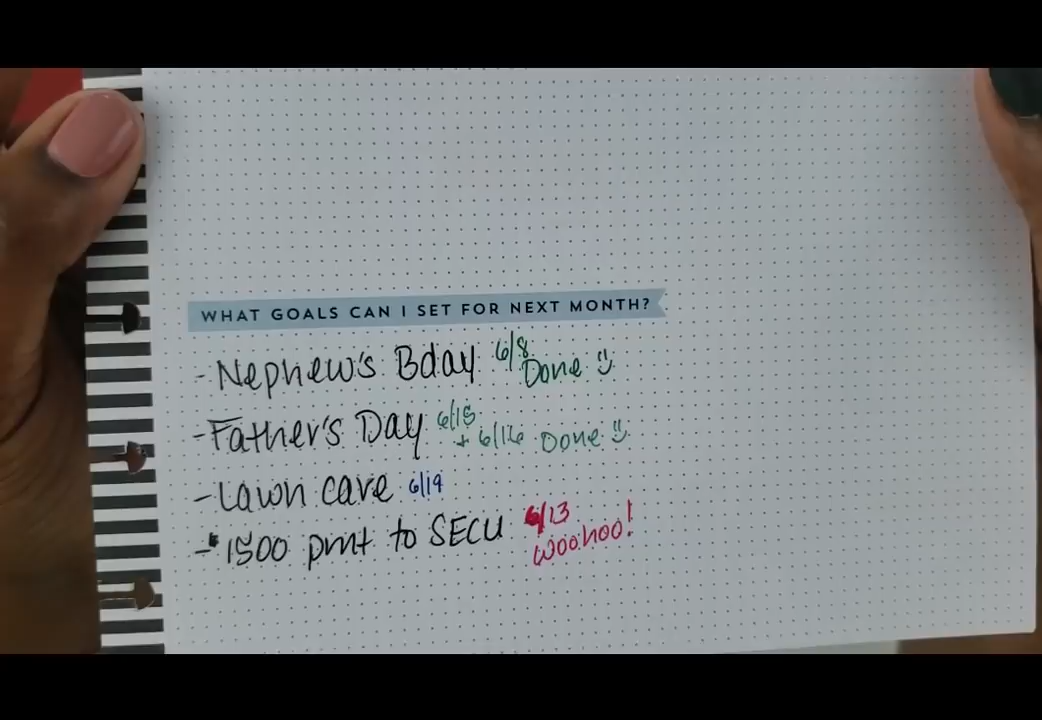 WHAT GOALS CAN I SET FOR NEXT MONTH?
- Nephew's Bday 6/8 Done
- Father's Day 6/15 + 6/16 Done
- Lawn care 6/19
- $1500 pmt to SECU 6/13 Woohoo!